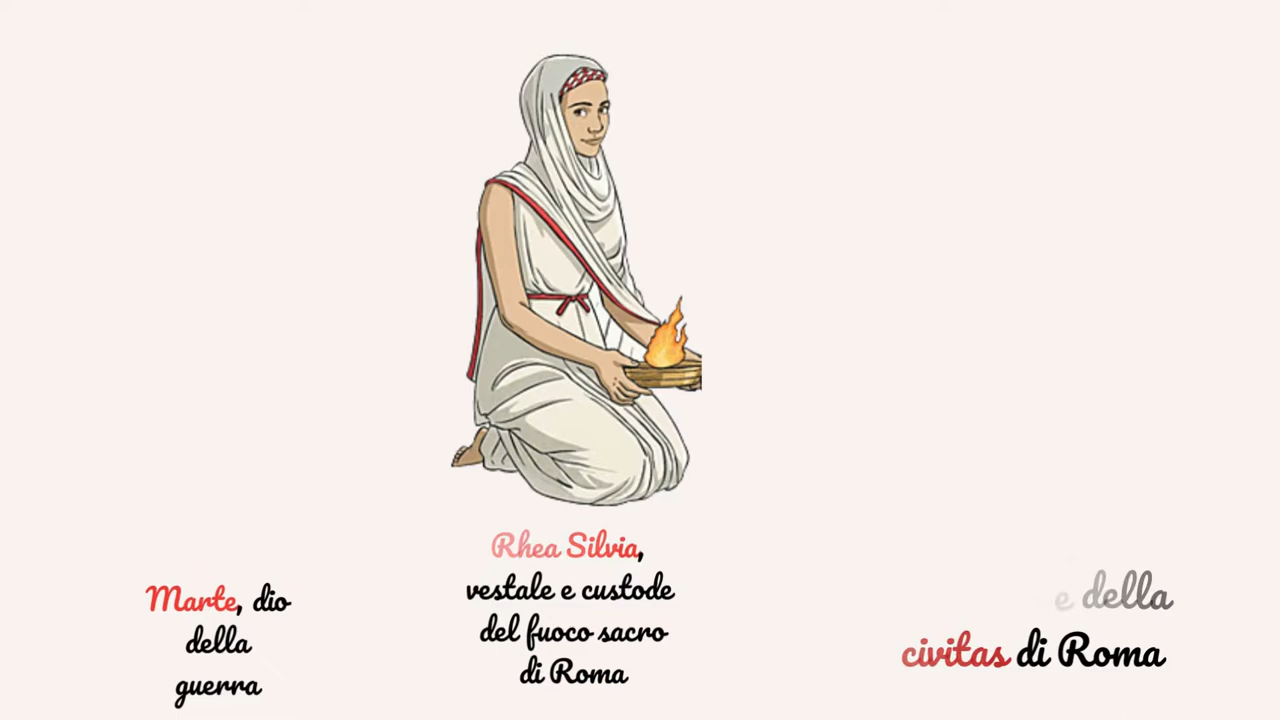 Marte, dio
della
guerra
Rhea Silvia,
vestale e custode
del fuoco sacro
di Roma
e della
civitas di Roma